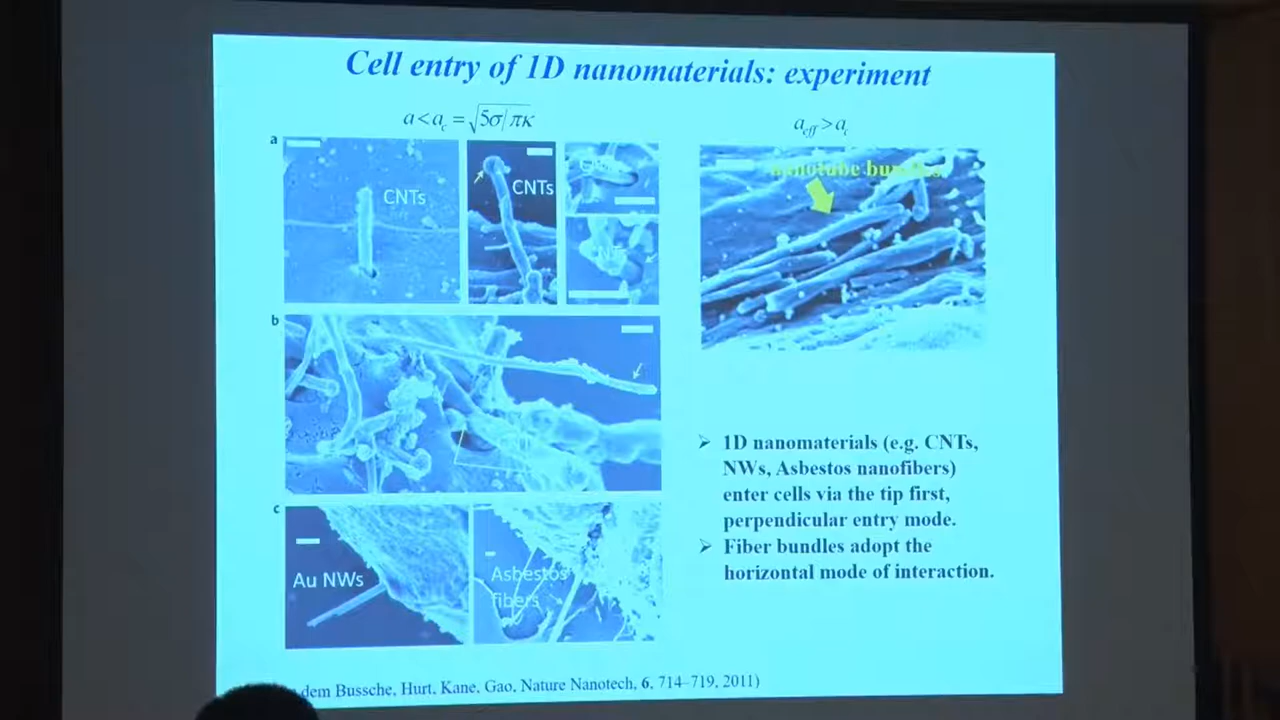 Cell entry of 1D nanomaterials: experiment
a < a_c = √5σ/πκ
a_eff > a_c
a
CNTs
CNTs
nanotube bundles
b
c
Au NWs
Asbestos
fibers
➢ 1D nanomaterials (e.g. CNTs,
NWs, Asbestos nanofibers)
enter cells via the tip first,
perpendicular entry mode.
➢ Fiber bundles adopt the
horizontal mode of interaction.
dem Bussche, Hurt, Kane, Gao, Nature Nanotech, 6, 714–719, 2011)